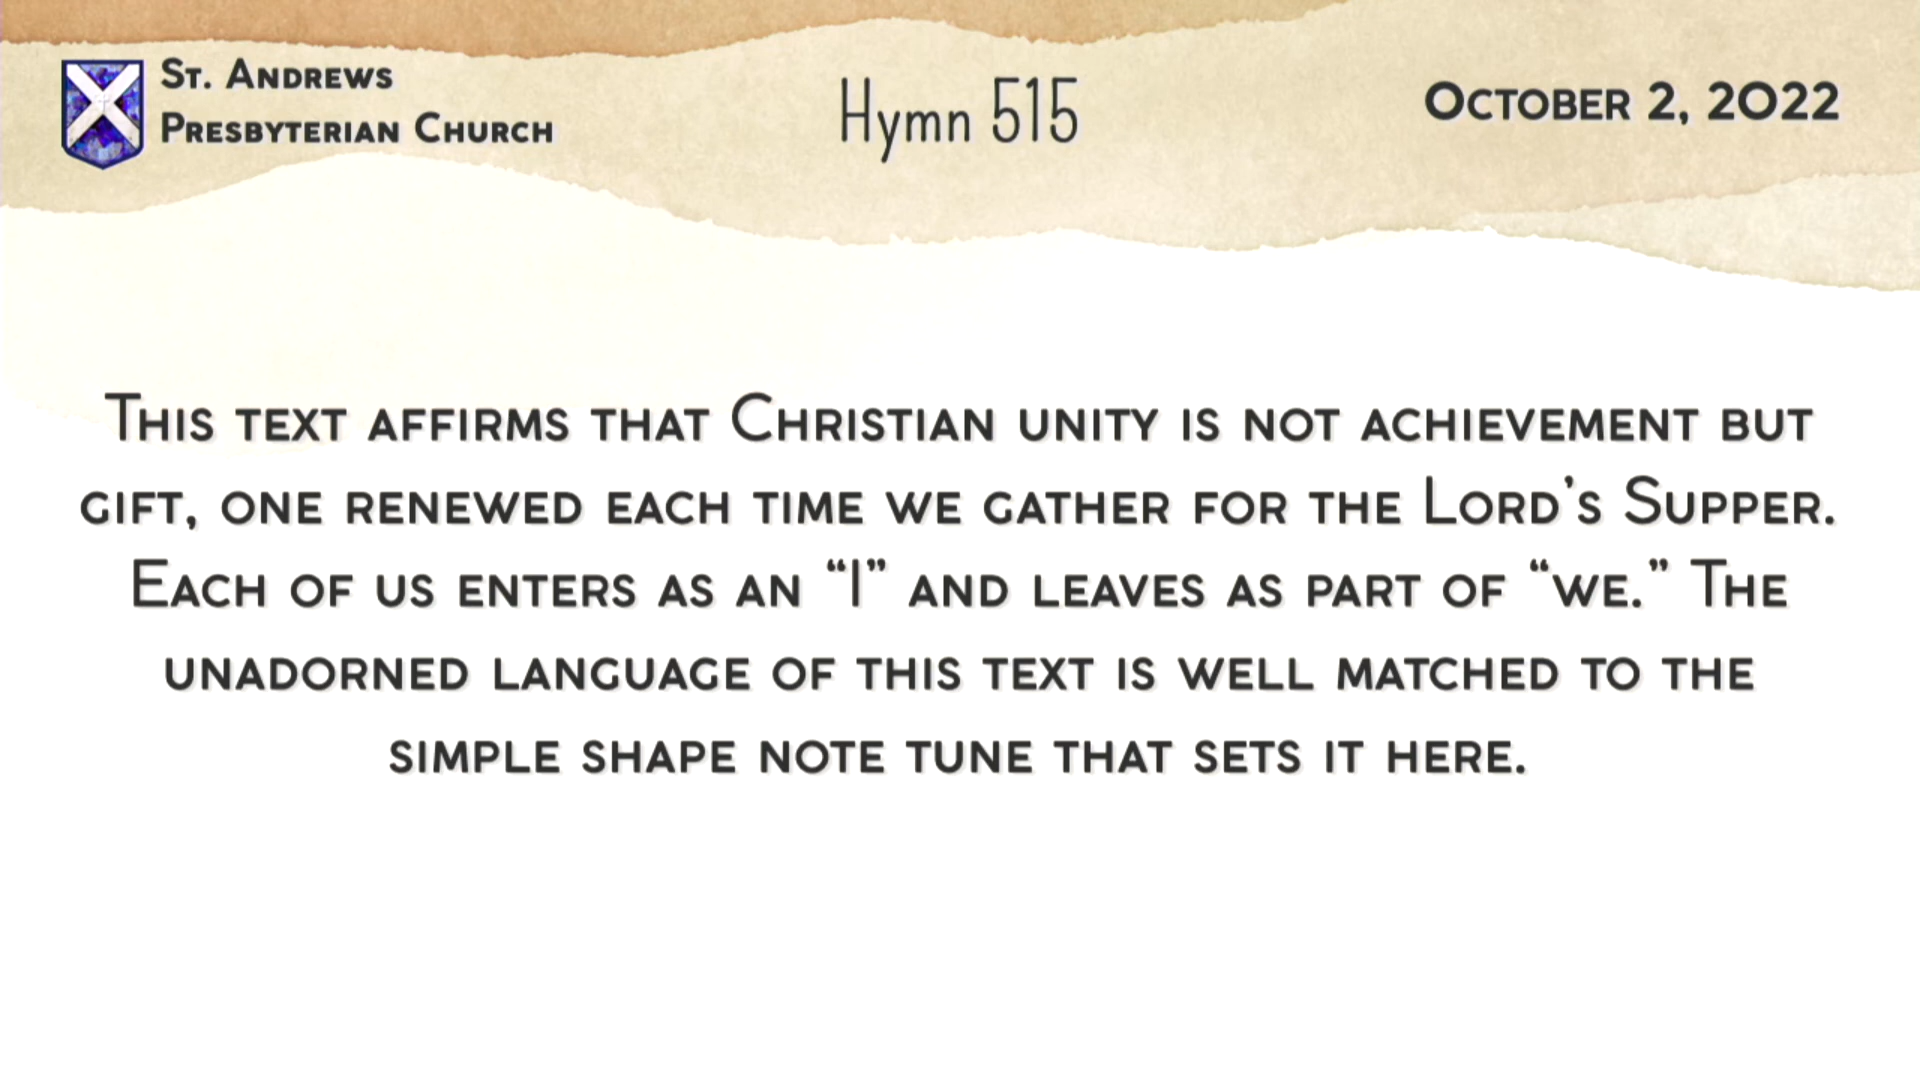 St. Andrews
Presbyterian Church
Hymn 515
October 2, 2022
This text affirms that Christian unity is not achievement but
gift, one renewed each time we gather for the Lord’s Supper.
Each of us enters as an “I” and leaves as part of “we.” The
unadorned language of this text is well matched to the
simple shape note tune that sets it here.